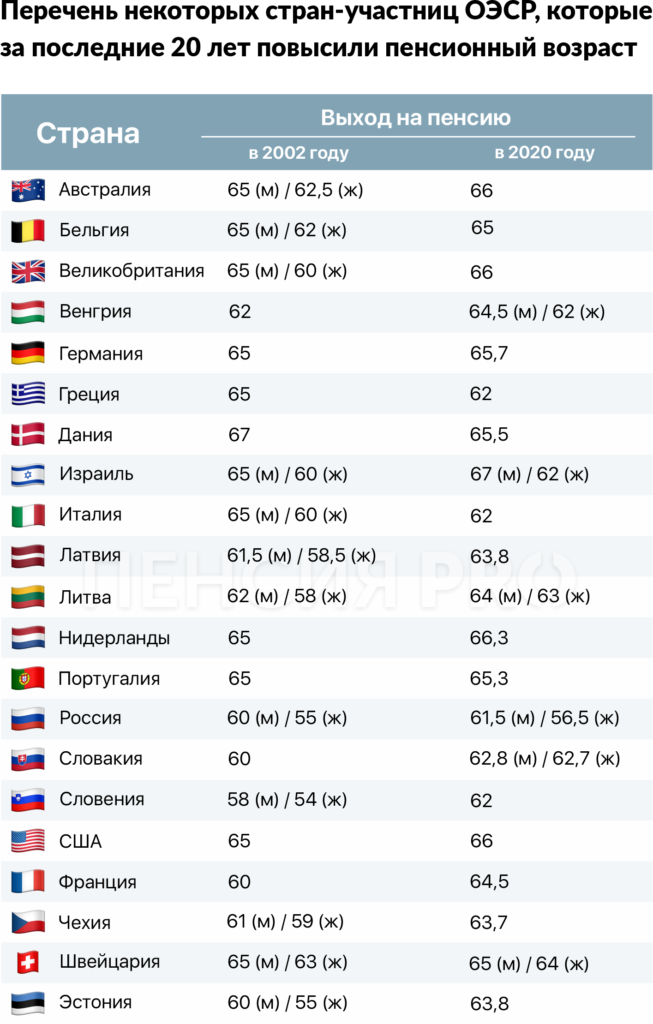 Перечень некоторых стран-участниц ОЭСР, которые
за последние 20 лет повысили пенсионный возраст
Страна
Выход на пенсию
в 2002 году в 2020 году
Австралия 65 (м) / 62,5 (ж) 66
Бельгия 65 (м) / 62 (ж) 65
Великобритания 65 (м) / 60 (ж) 66
Венгрия 62 64,5 (м) / 62 (ж)
Германия 65 65,7
Греция 65 62
Дания 67 65,5
Израиль 65 (м) / 60 (ж) 67 (м) / 62 (ж)
Италия 65 (м) / 60 (ж) 62
Латвия 61,5 (м) / 58,5 (ж) 63,8
ПЕНСИЯ PRO
Литва 62 (м) / 58 (ж) 64 (м) / 63 (ж)
Нидерланды 65 66,3
Португалия 65 65,3
Россия 60 (м) / 55 (ж) 61,5 (м) / 56,5 (ж)
Словакия 60 62,8 (м) / 62,7 (ж)
Словения 58 (м) / 54 (ж) 62
США 65 66
Франция 60 64,5
Чехия 61 (м) / 59 (ж) 63,7
Швейцария 65 (м) / 63 (ж) 65 (м) / 64 (ж)
Эстония 60 (м) / 55 (ж) 63,8